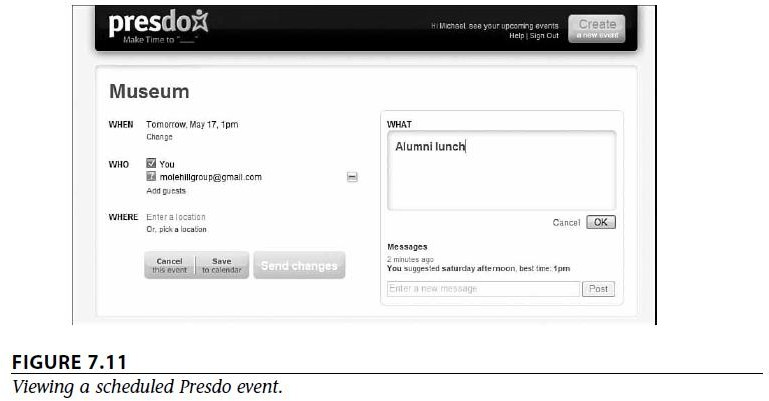 presdo
Make Time to "___"
Hi Michael, see your upcoming events
Help | Sign Out
Create
a new event
Museum
WHEN Tomorrow, May 17, 1pm
Change
WHO You
molehillgroup@gmail.com
Add guests
WHERE Enter a location
Or, pick a location
Cancel
this event
Save
to calendar
Send changes
WHAT
Alumni lunch
Cancel OK
Messages
2 minutes ago
You suggested saturday afternoon, best time: 1pm
Enter a new message Post
FIGURE 7.11
Viewing a scheduled Presdo event.